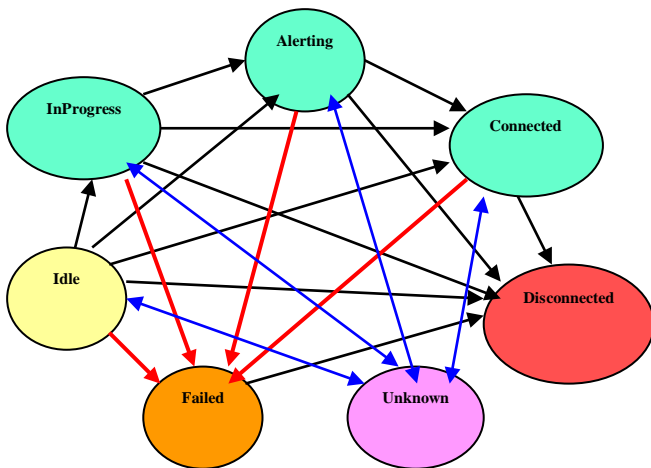 Alerting
InProgress
Connected
Idle
Disconnected
Failed
Unknown